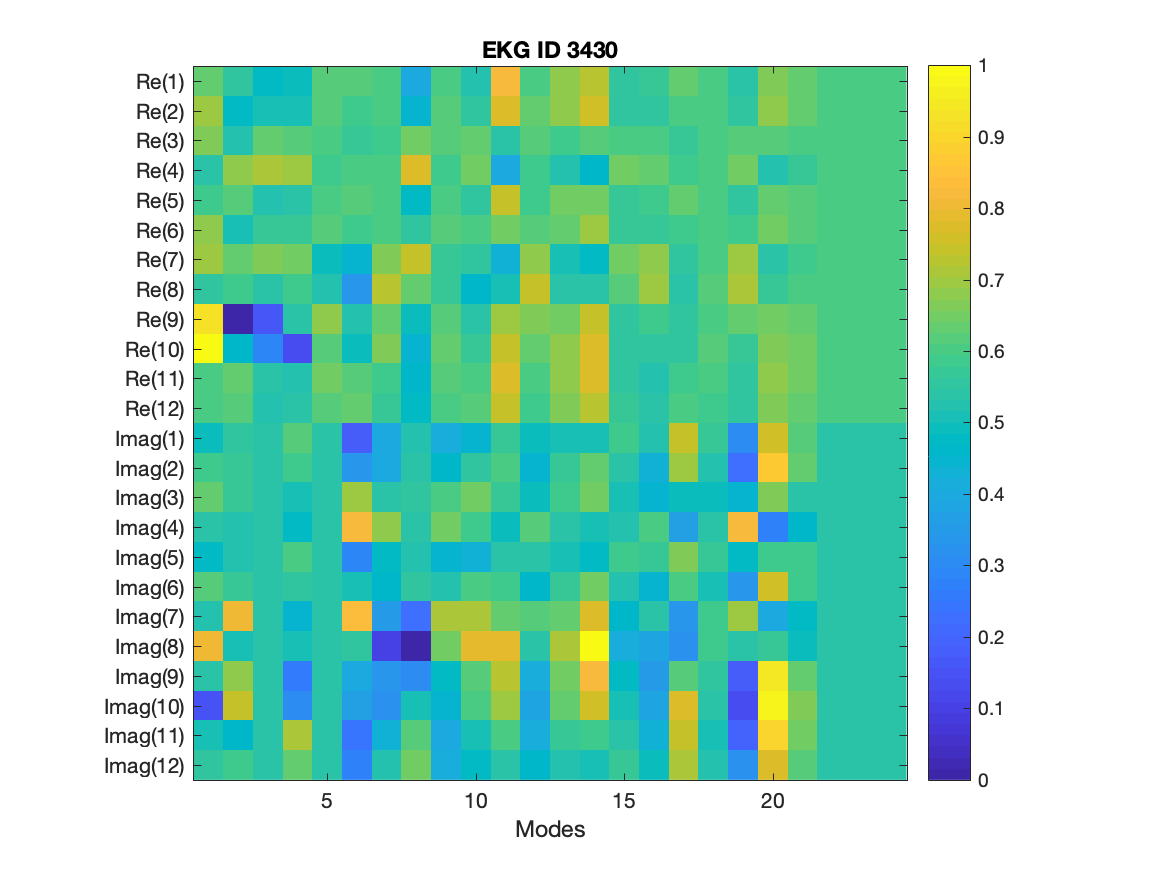 EKG ID 3430
Re(1)
Re(2)
Re(3)
Re(4)
Re(5)
Re(6)
Re(7)
Re(8)
Re(9)
Re(10)
Re(11)
Re(12)
Imag(1)
Imag(2)
Imag(3)
Imag(4)
Imag(5)
Imag(6)
Imag(7)
Imag(8)
Imag(9)
Imag(10)
Imag(11)
Imag(12)
5 10 15 20
Modes
1
0.9
0.8
0.7
0.6
0.5
0.4
0.3
0.2
0.1
0